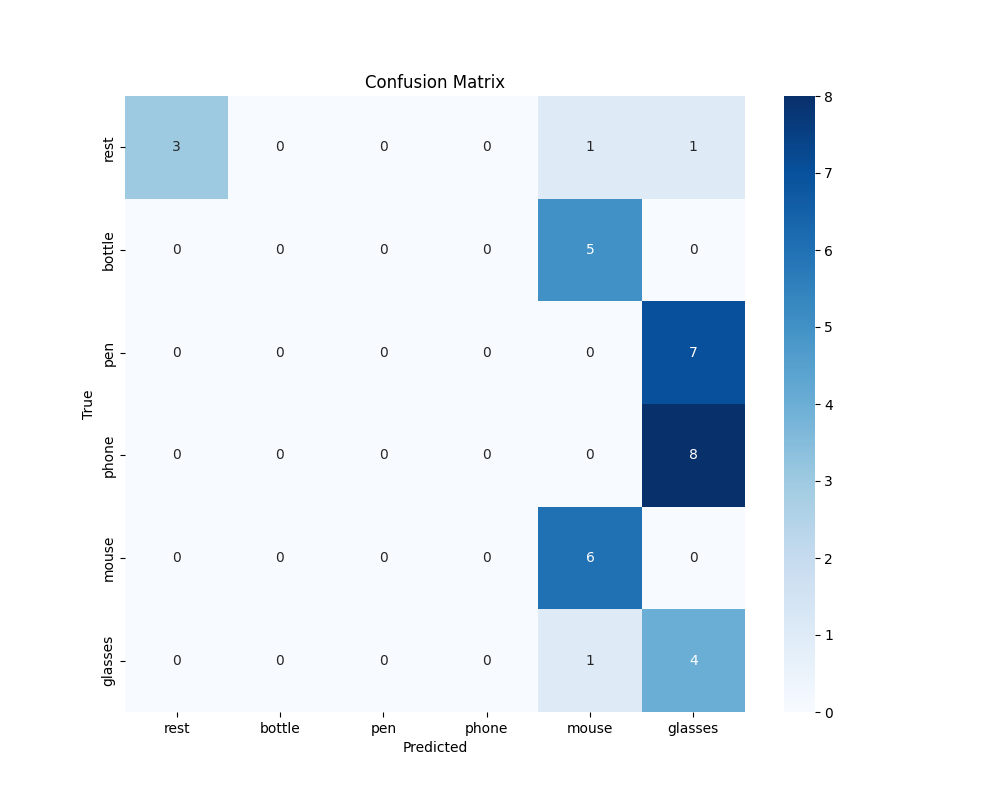 Confusion Matrix
rest 3 0 0 0 1 1
bottle 0 0 0 0 5 0
pen 0 0 0 0 0 7
phone 0 0 0 0 0 8
mouse 0 0 0 0 6 0
glasses 0 0 0 0 1 4
True
rest bottle pen phone mouse glasses
Predicted
8
7
6
5
4
3
2
1
0